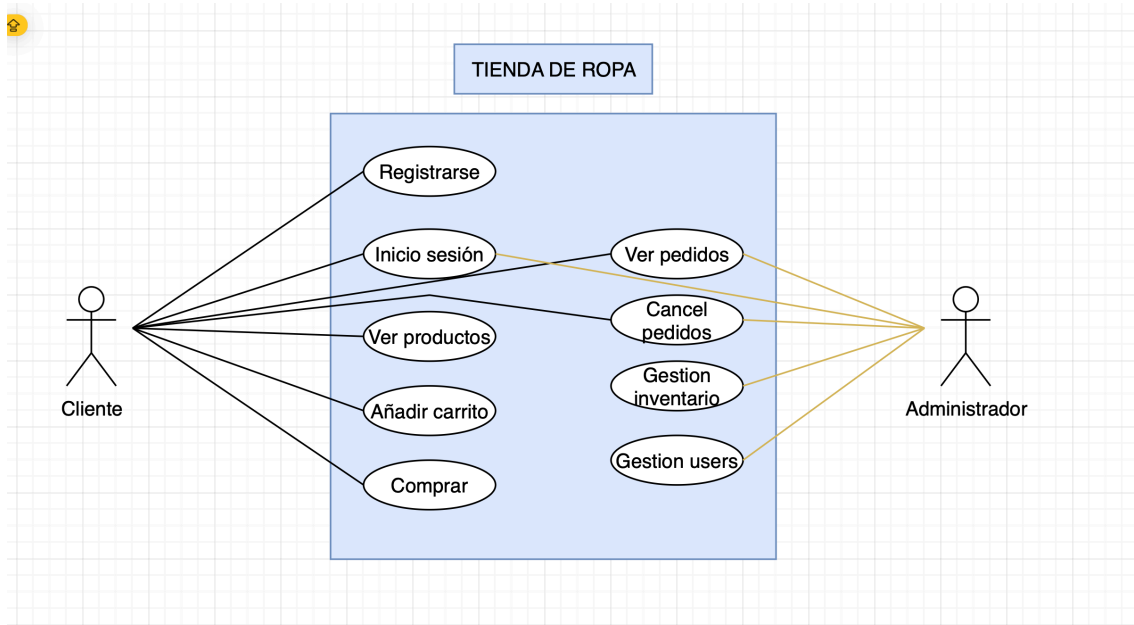 TIENDA DE ROPA
Registrarse
Inicio sesión
Ver pedidos
Cancel
pedidos
Ver productos
Gestion
inventario
Añadir carrito
Gestion users
Comprar
Cliente
Administrador